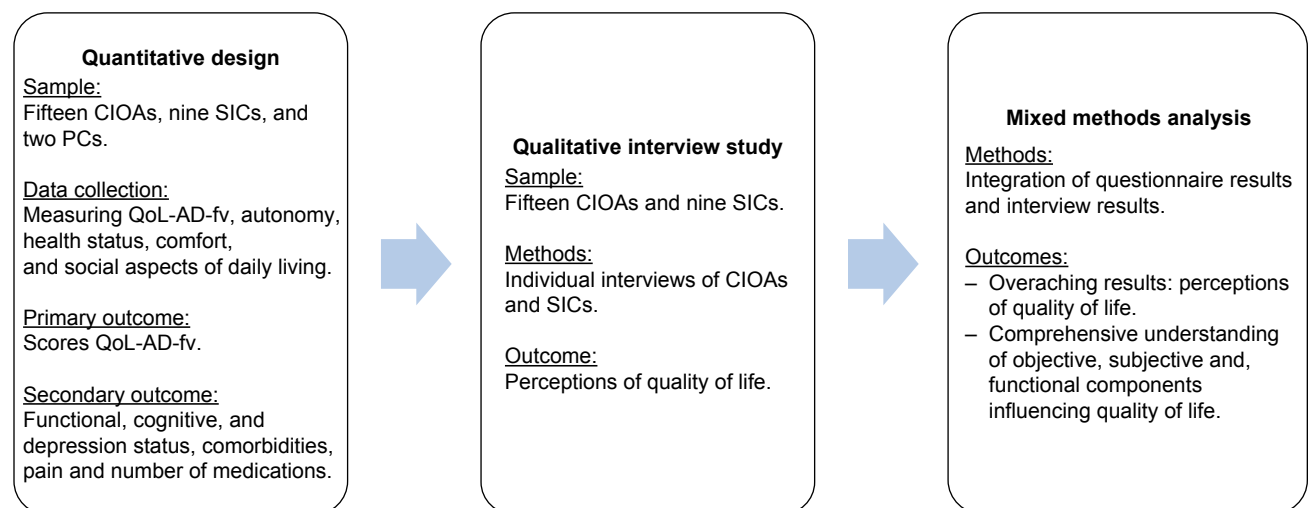 Quantitative design
Sample:
Fifteen CIOAs, nine SICs, and
two PCs.
Data collection:
Measuring QoL-AD-fv, autonomy,
health status, comfort,
and social aspects of daily living.
Primary outcome:
Scores QoL-AD-fv.
Secondary outcome:
Functional, cognitive, and
depression status, comorbidities,
pain and number of medications.
Qualitative interview study
Sample:
Fifteen CIOAs and nine SICs.
Methods:
Individual interviews of CIOAs
and SICs.
Outcome:
Perceptions of quality of life.
Mixed methods analysis
Methods:
Integration of questionnaire results
and interview results.
Outcomes:
– Overaching results: perceptions
of quality of life.
– Comprehensive understanding
of objective, subjective and,
functional components
influencing quality of life.